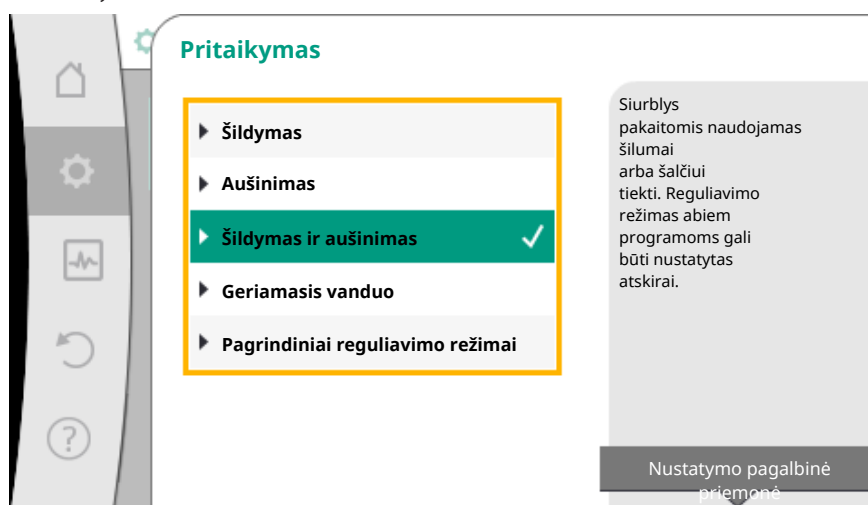 Pritaikymas
Šildymas
Aušinimas
Šildymas ir aušinimas
Geriamasis vanduo
Pagrindiniai reguliavimo režimai
Siurblys
pakaitomis naudojamas
šilumai
arba šalčiui
tiekti. Reguliavimo
režimas abiem
programoms gali
būti nustatytas
atskirai.
Nustatymo pagalbinė
priemonė